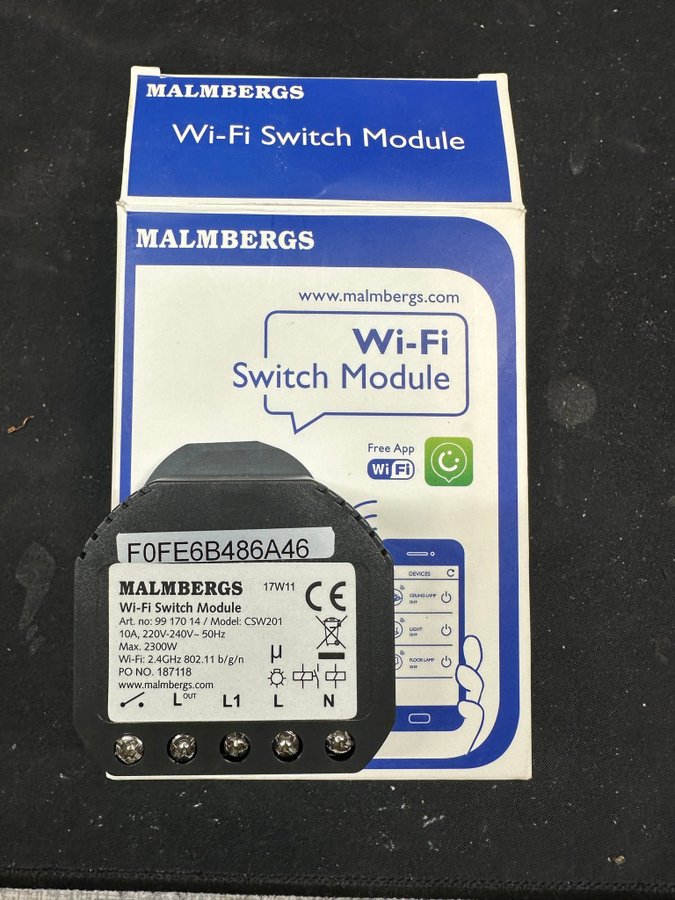 MALMBERGS
Wi-Fi Switch Module
MALMBERGS
www.malmbergs.com
Wi-Fi
Switch Module
Free App
Wi Fi
DEVICES
CEILING LAMP
LIGHT
FLOOR LAMP
F0FE6B486A46
MALMBERGS 17W11 CE
Wi-Fi Switch Module
Art. no: 99 170 14 / Model: CSW201
10A, 220V-240V~ 50Hz
Max. 2300W
Wi-Fi: 2.4GHz 802.11 b/g/n
PO NO. 187118
www.malmbergs.com
µ
L OUT L1 L N